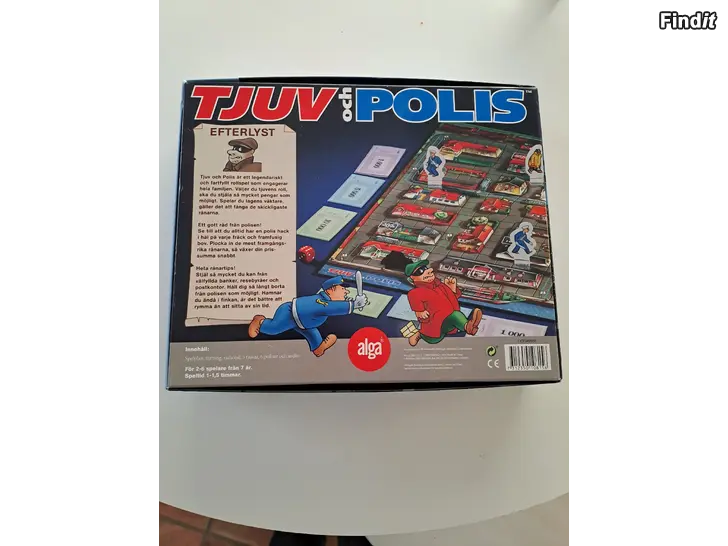 Findit
TJUV och POLIS
EFTERLYST
Tjuv och Polis är ett legendariskt
och fartfyllt rollspel som engagerar
hela familjen. Väljer du tjuvens roll,
ska du stjäla så mycket pengar som
möjligt. Spelar du lagens väktare,
gäller det att fånga de skickligaste
rånarna.
Ett gott råd från polisen!
Se till att du alltid har en polis hack
i häl på varje fräck och framfusig
bov. Plocka in de mest framgångs-
rika rånarna, så växer din pris-
summa snabbt.
Heta rånartips!
Stjäl så mycket du kan från
välfyllda banker, resebyråer och
postkontor. Håll dig så långt borta
från polisen som möjligt. Hamnar
du ändå i finkan, är det bättre att
rymma än att sitta av sin tid.
TJUV
1 000
alga
Innehåll:
För 2-6 spelare från 7 år.
Speltid 1-1,5 timmar.
CE